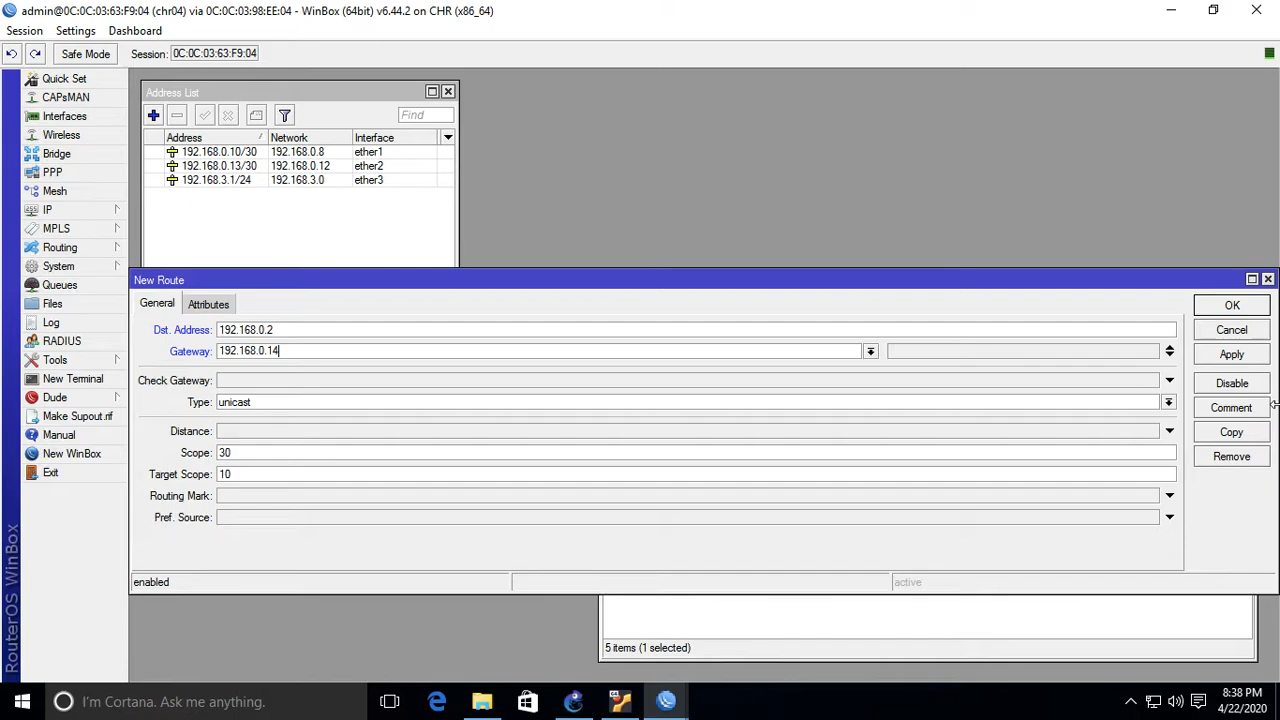 admin@0C:0C:03:63:F9:04 (chr04) via 0C:0C:03:98:EE:04 - WinBox (64bit) v6.44.2 on CHR (x86_64)
Session Settings Dashboard
Safe Mode Session: 0C:0C:03:63:F9:04
Quick Set
CAPsMAN
Interfaces
Wireless
Bridge
PPP
Mesh
IP
MPLS
Routing
System
Queues
Files
Log
RADIUS
Tools
New Terminal
Dude
Make Supout.rif
Manual
New WinBox
Exit
RouterOS WinBox
Address List
Find
Address Network Interface
192.168.0.10/30 192.168.0.8 ether1
192.168.0.13/30 192.168.0.12 ether2
192.168.3.1/24 192.168.3.0 ether3
New Route
General Attributes
Dst. Address: 192.168.0.2
Gateway: 192.168.0.14
Check Gateway:
Type: unicast
Distance:
Scope: 30
Target Scope: 10
Routing Mark:
Pref. Source:
OK
Cancel
Apply
Disable
Comment
Copy
Remove
enabled active
5 items (1 selected)
I'm Cortana. Ask me anything.
8:38 PM
4/22/2020